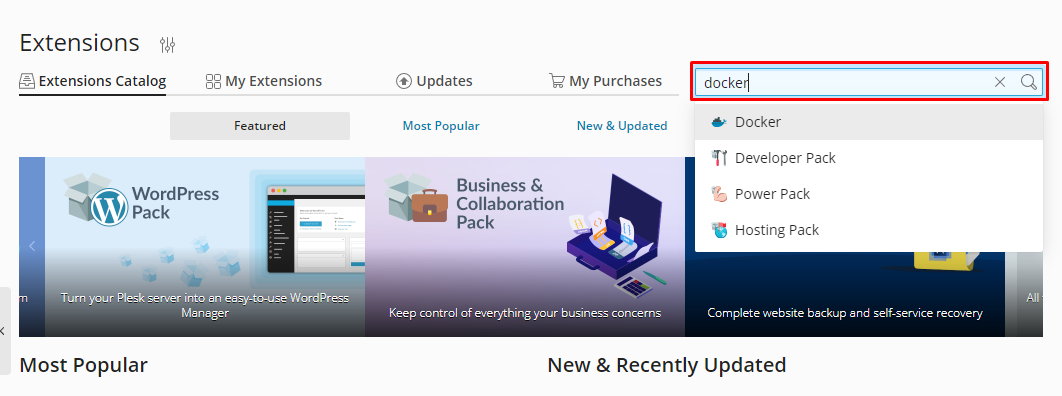 Extensions
Extensions Catalog
My Extensions
Updates
My Purchases
docker
Docker
Developer Pack
Power Pack
Hosting Pack
Featured
Most Popular
New & Updated
WordPress
Pack
Turn your Plesk server into an easy-to-use WordPress
Manager
Business &
Collaboration
Pack
Keep control of everything your business concerns
Complete website backup and self-service recovery
All
Most Popular
New & Recently Updated